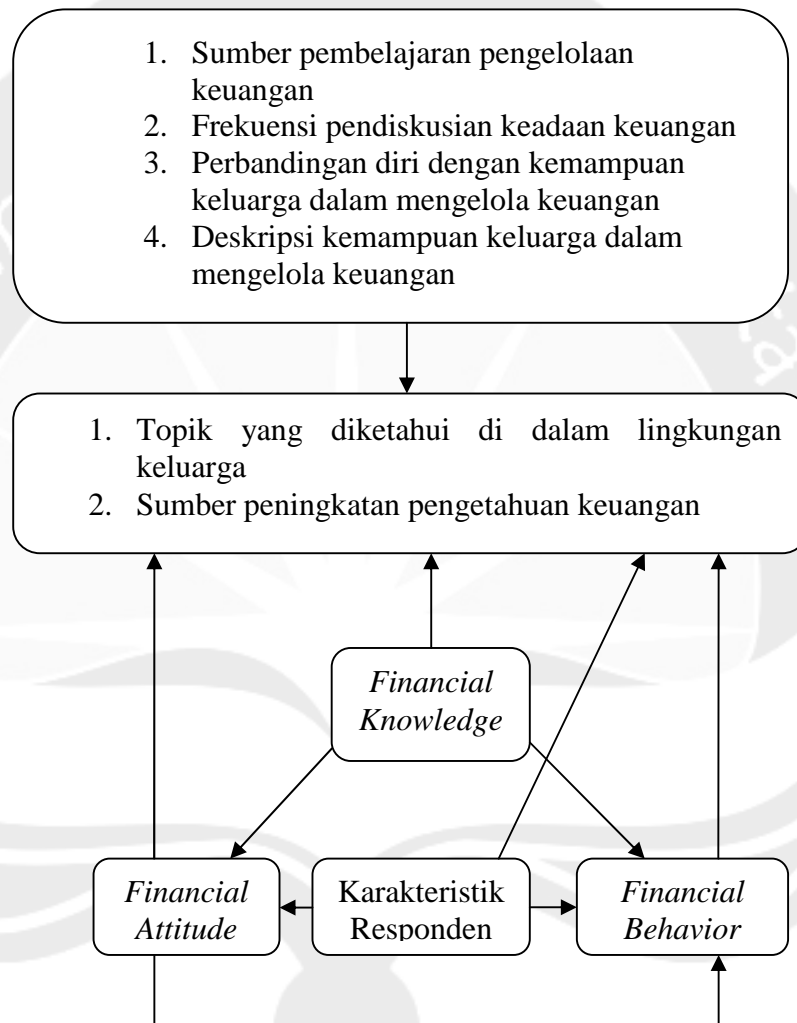 1. Sumber pembelajaran pengelolaan
keuangan
2. Frekuensi pendiskusian keadaan keuangan
3. Perbandingan diri dengan kemampuan
keluarga dalam mengelola keuangan
4. Deskripsi kemampuan keluarga dalam
mengelola keuangan
1. Topik yang diketahui di dalam lingkungan
keluarga
2. Sumber peningkatan pengetahuan keuangan
Financial
Knowledge
Financial
Attitude
Karakteristik
Responden
Financial
Behavior